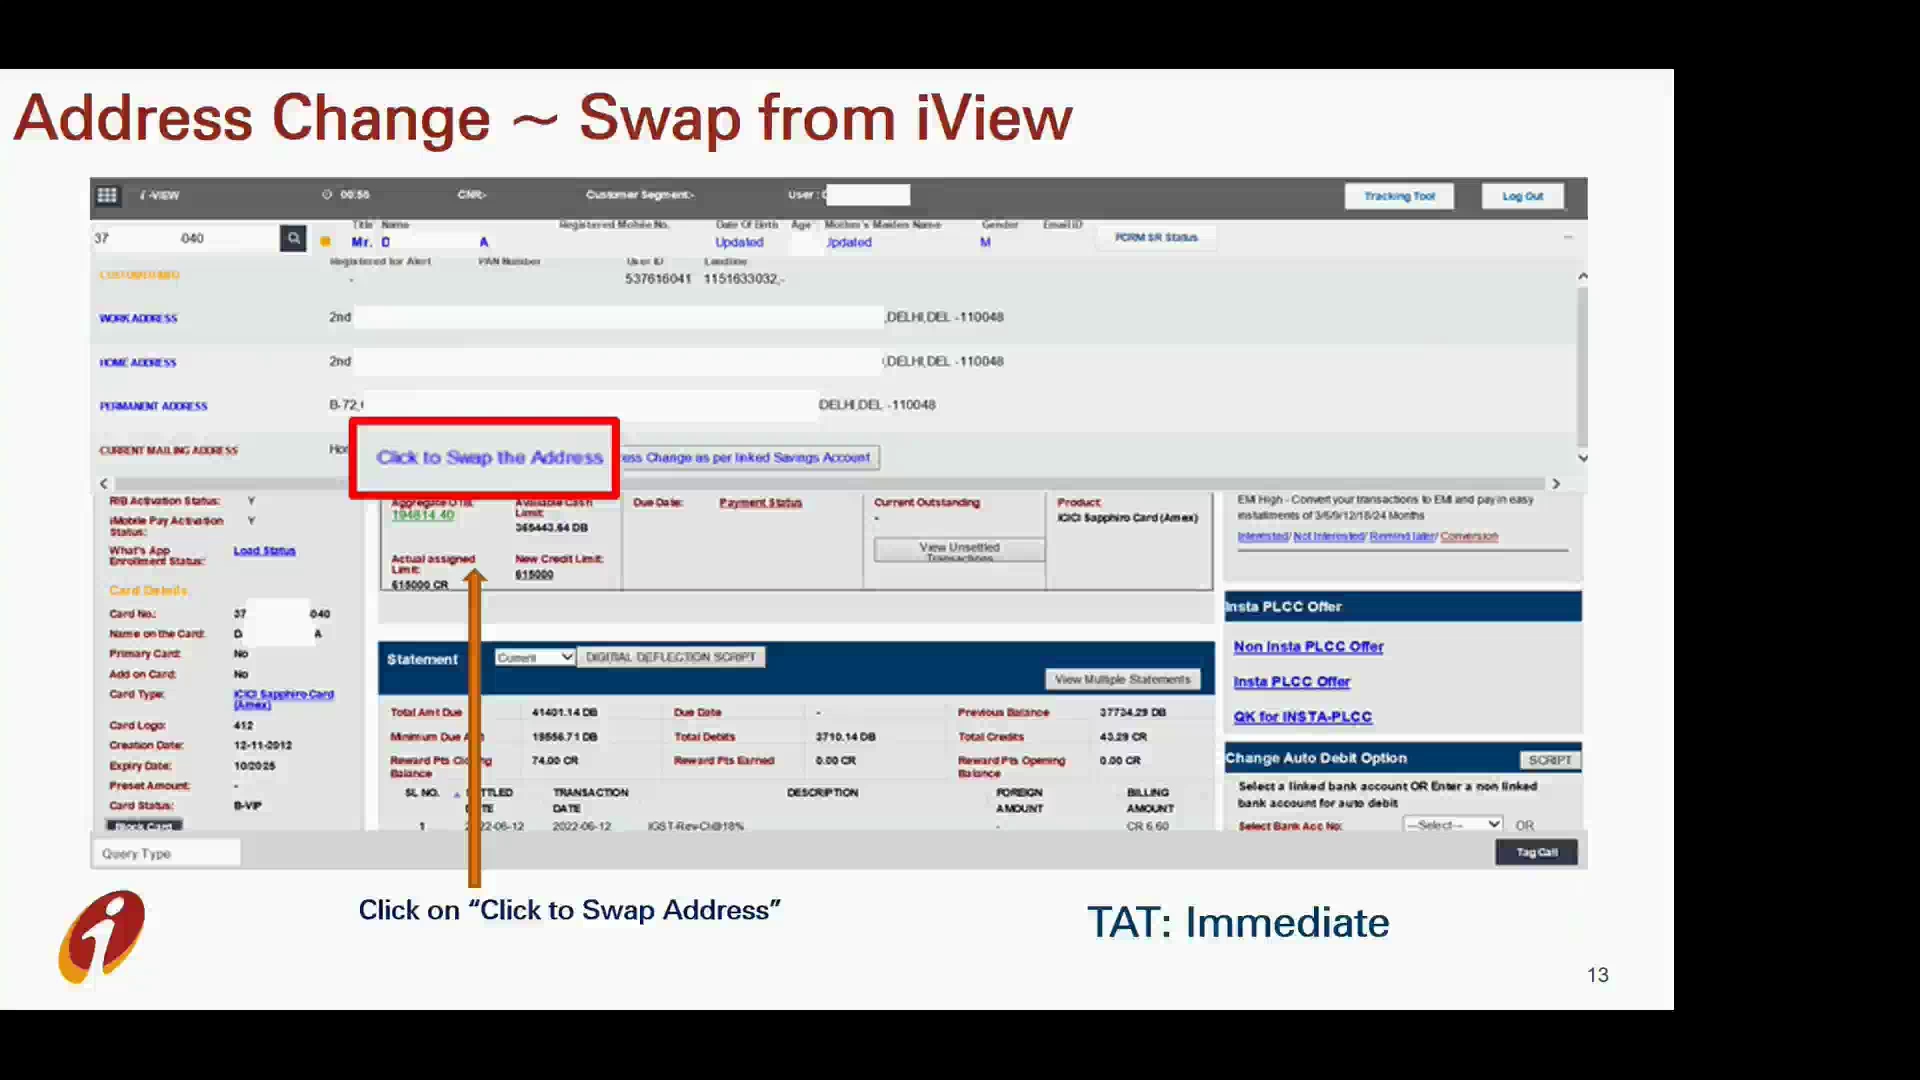 Address Change ~ Swap from iView
i-VIEW 00:56 CNR:- Customer Segment:- User : Tracking Tool Log Out
Title Name Registered Mobile No. Date Of Birth Age Mother's Maiden Name Gender Email ID
37 040 Mr. D A Updated Updated M FCRM SR Status
Registered for Alert PAN Number User ID Landline
CUSTOMER INFO - 537616041 1151633032,-
WORK ADDRESS 2nd ,DELHI,DEL -110048
HOME ADDRESS 2nd ,DELHI,DEL -110048
PERMANENT ADDRESS B-72, DELHI,DEL -110048
CURRENT MAILING ADDRESS Click to Swap the Address ess Change as per linked Savings Account
RIB Activation Status: Y
iMobile Pay Activation Status: Y
What's App Enrollment Status: Load Status
Card Details
Card No.: 37 040
Name on the Card: D A
Primary Card: No
Add on Card: No
Card Type: ICICI Sapphiro Card (Amex)
Card Logo: 412
Creation Date: 12-11-2012
Expiry Date: 10/2025
Preset Amount: -
Card Status: B-VIP
Block Card
194814.40
Available Cash Limit: 365443.64 DB
Actual assigned Limit: 615000 CR
New Credit Limit: 615000
Due Date: Payment Status
Current Outstanding
-
View Unsettled Transactions
Product:
ICICI Sapphiro Card (Amex)
EMI High - Convert your transactions to EMI and pay in easy
installments of 3/6/9/12/18/24 Months
Interested/ Not Interested/ Remind later/ Conversion
Statement Current DIGITAL DEFLECTION SCRIPT
View Multiple Statements
Total Amt Due 41401.14 DB Due Date - Previous Balance 37734.29 DB
Minimum Due 19556.71 DB Total Debits 3710.14 DB Total Credits 43.29 CR
Reward Pts Balance 74.00 CR Reward Pts Earned 0.00 CR Reward Pts Opening Balance 0.00 CR
SL NO. TRANSACTION DATE DESCRIPTION FOREIGN AMOUNT BILLING AMOUNT
1 22-06-12 2022-06-12 IGST-Rev-CI@18% - CR 6.60
Insta PLCC Offer
Non Insta PLCC Offer
Insta PLCC Offer
QK for INSTA-PLCC
Change Auto Debit Option SCRIPT
Select a linked bank account OR Enter a non linked
bank account for auto debit
Select Bank Acc No: ---Select--- OR
Query Type Tag Call
Click on “Click to Swap Address”
TAT: Immediate
13